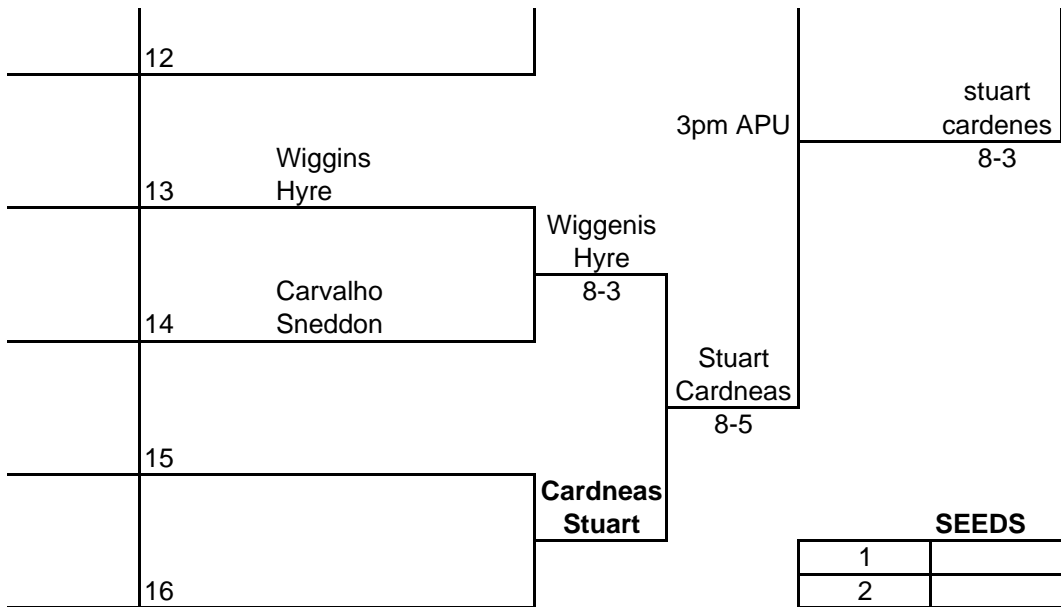 12
stuart
3pm APU
cardenes
8-3
Wiggins
13
Hyre
Wiggenis
Hyre
8-3
Carvalho
14
Sneddon
Stuart
Cardneas
8-5
15
Cardneas
Stuart
SEEDS
1
16
2